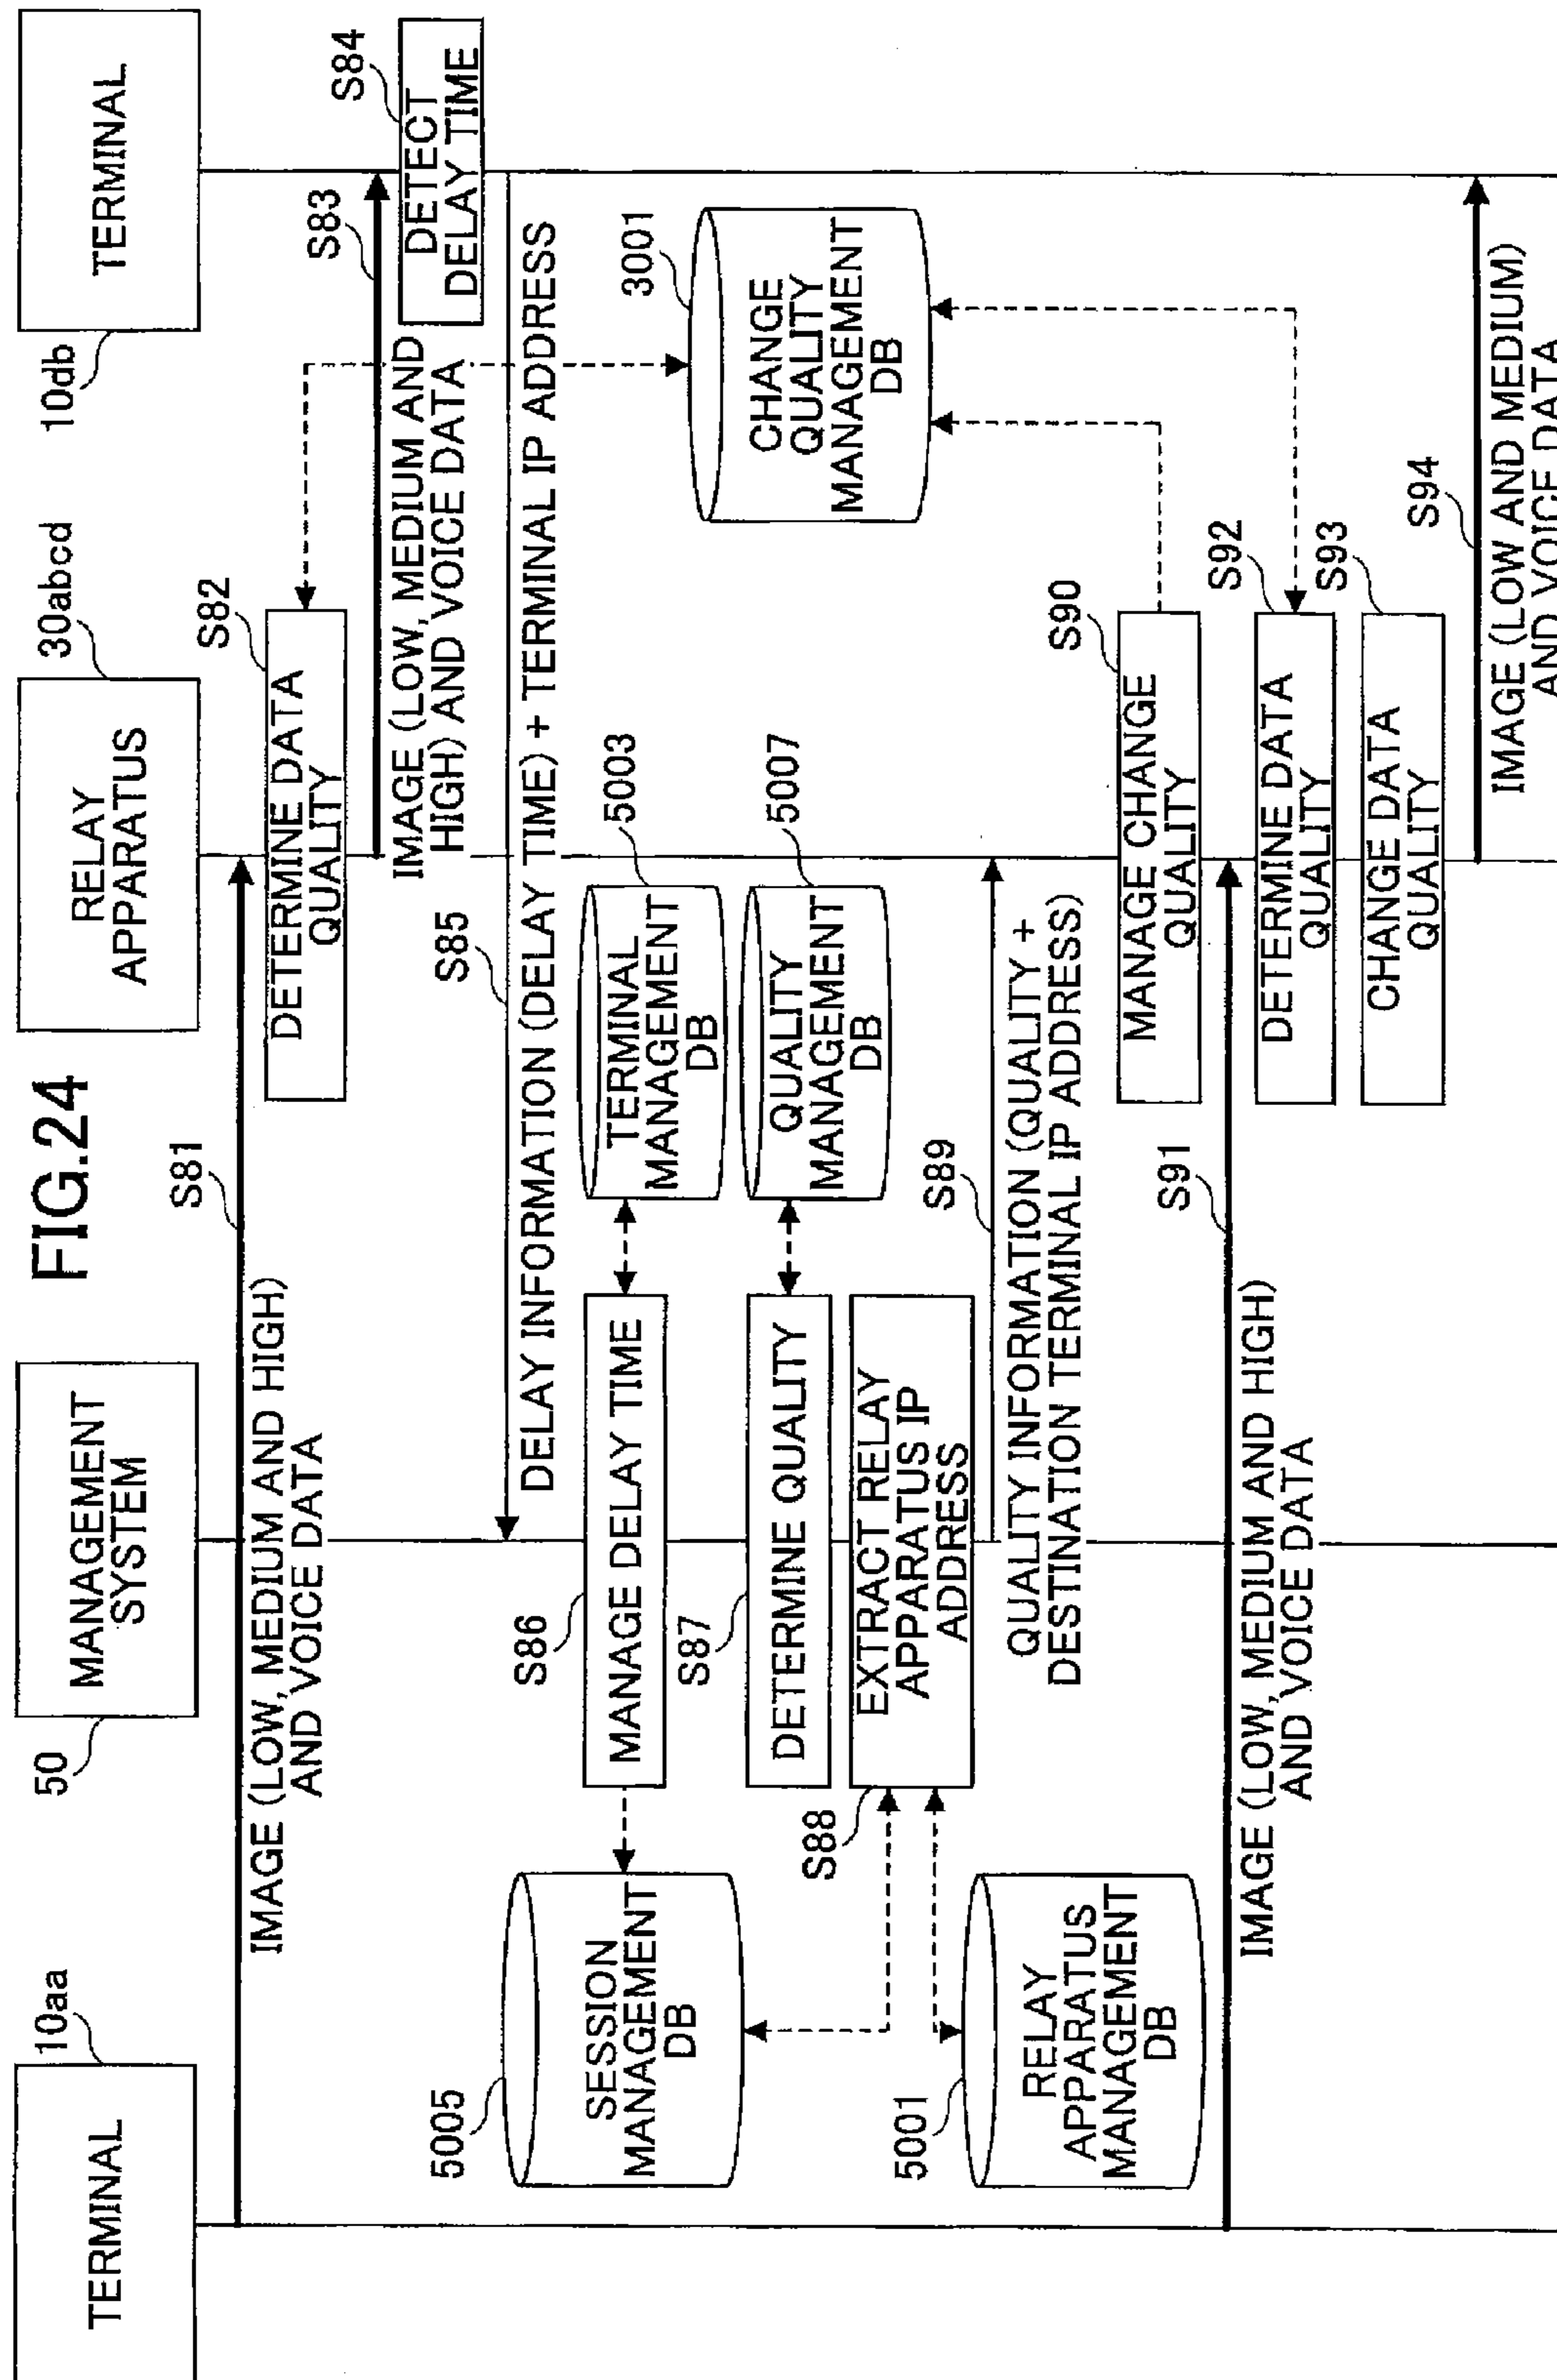 FIG.24
10aa
TERMINAL
50
MANAGEMENT
SYSTEM
30abcd
RELAY
APPARATUS
10db
TERMINAL
S81
IMAGE (LOW, MEDIUM AND HIGH)
AND VOICE DATA
S82
DETERMINE DATA
QUALITY
S83
IMAGE (LOW, MEDIUM AND
HIGH) AND VOICE DATA
S84
DETECT
DELAY TIME
S85
DELAY INFORMATION (DELAY TIME) + TERMINAL IP ADDRESS
S86
MANAGE DELAY TIME
5005
SESSION
MANAGEMENT
DB
5003
TERMINAL
MANAGEMENT
DB
3001
CHANGE
QUALITY
MANAGEMENT
DB
S87
DETERMINE QUALITY
5007
QUALITY
MANAGEMENT
DB
S88
EXTRACT RELAY
APPARATUS IP
ADDRESS
5001
RELAY
APPARATUS
MANAGEMENT
DB
S89
QUALITY INFORMATION (QUALITY +
DESTINATION TERMINAL IP ADDRESS)
S90
MANAGE CHANGE
QUALITY
S91
IMAGE (LOW, MEDIUM AND HIGH)
AND VOICE DATA
S92
DETERMINE DATA
QUALITY
S93
CHANGE DATA
QUALITY
S94
IMAGE (LOW AND MEDIUM)
AND VOICE DATA